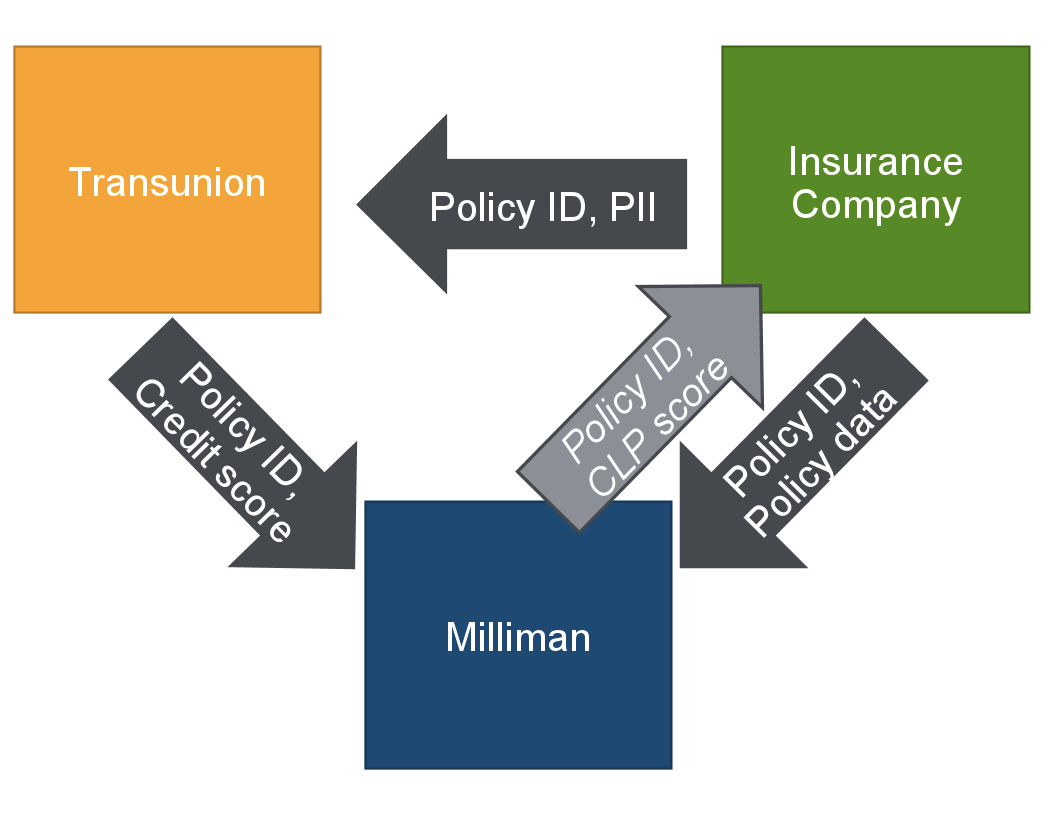 Transunion
Policy ID, PII
Insurance
Company
Policy ID,
Credit score
Policy ID,
CLP score
Policy ID,
Policy data
Milliman